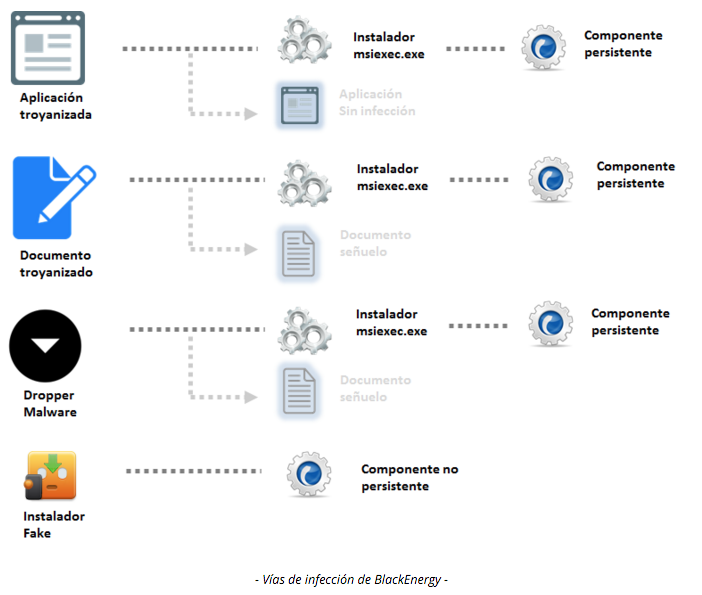 Aplicación
troyanizada
Instalador
msiexec.exe
Componente
persistente
Aplicación
Sin infección
Documento
troyanizado
Instalador
msiexec.exe
Componente
persistente
Documento
señuelo
Dropper
Malware
Instalador
msiexec.exe
Componente
persistente
Documento
señuelo
Instalador
Fake
Componente no
persistente
- Vías de infección de BlackEnergy -